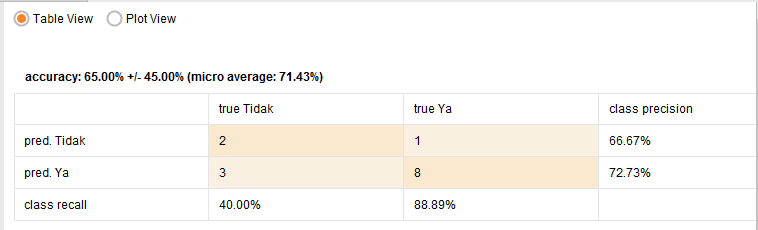 Table View Plot View
accuracy: 65.00% +/- 45.00% (micro average: 71.43%)
true Tidak true Ya class precision
pred. Tidak 2 1 66.67%
pred. Ya 3 8 72.73%
class recall 40.00% 88.89%